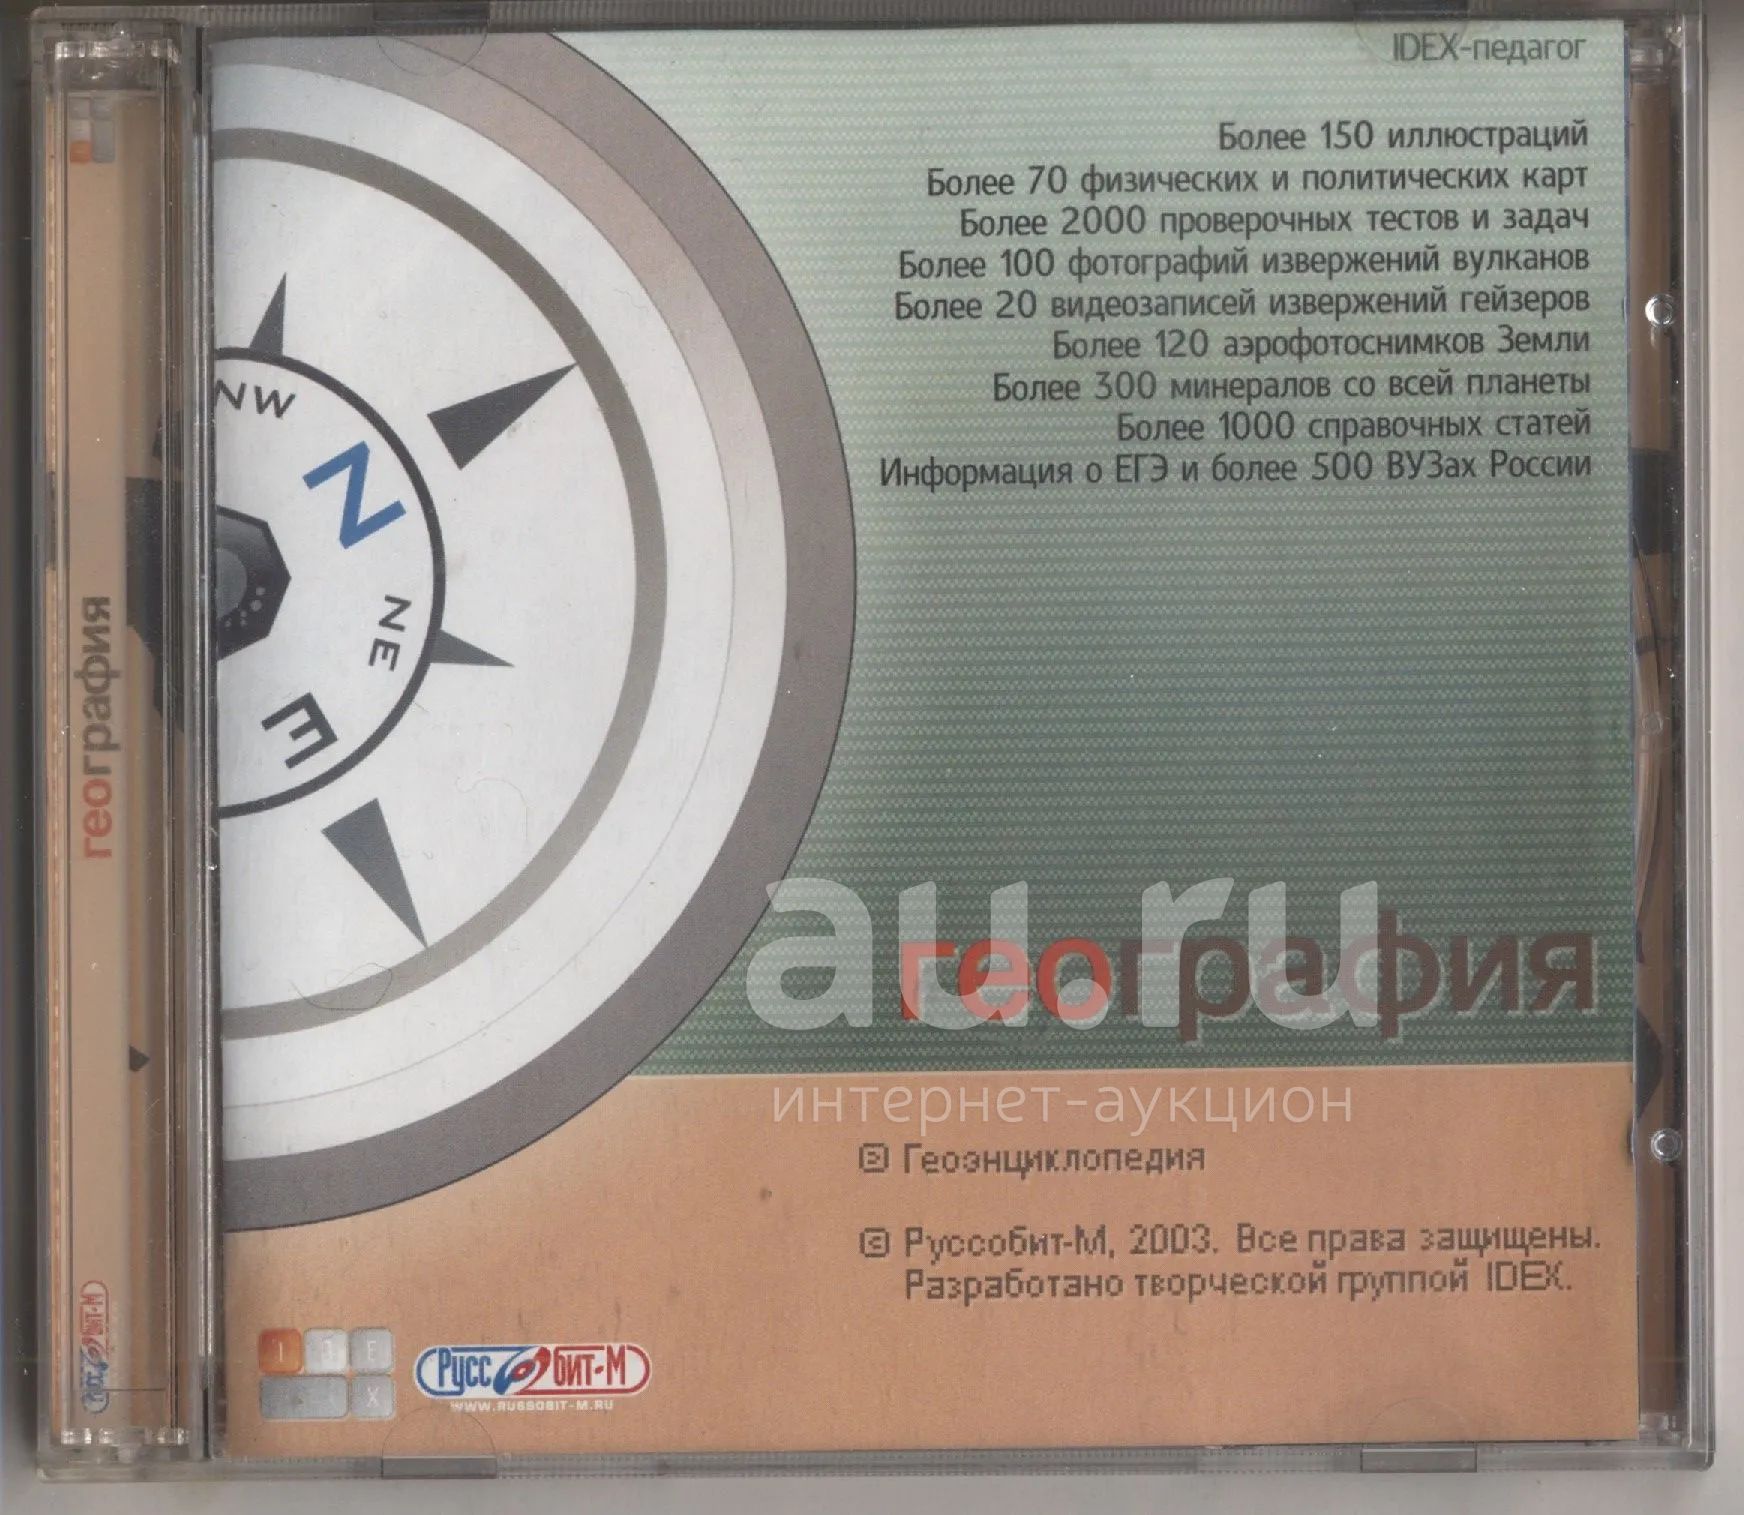 IDEX-педагог
Более 150 иллюстраций
Более 70 физических и политических карт
Более 2000 проверочных тестов и задач
Более 100 фотографий извержений вулканов
Более 20 видеозаписей извержений гейзеров
Более 120 аэрофотоснимков Земли
Более 300 минералов со всей планеты
Более 1000 справочных статей
Информация о ЕГЭ и более 500 ВУЗах России
NW
N
NE
E
география
география
au.ru
интернет-аукцион
Геоэнциклопедия
© Руссобит-М, 2003. Все права защищены.
Разработано творческой группой IDEX.
I D E X
Руссобит-М
WWW.RUSSOBIT-M.RU
Руссобит-М